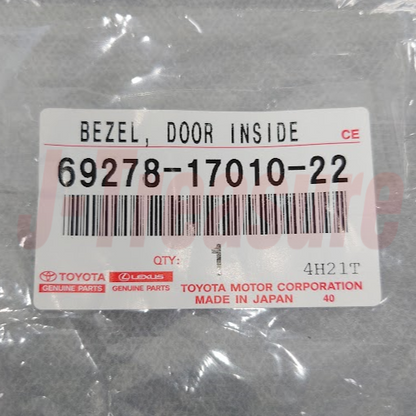 BEZEL, DOOR INSIDE CE
69278-17010-22
J-Treasure
QTY: 1 4H21T
TOYOTA LEXUS
GENUINE PARTS GENUINE PARTS TOYOTA MOTOR CORPORATION
MADE IN JAPAN 40